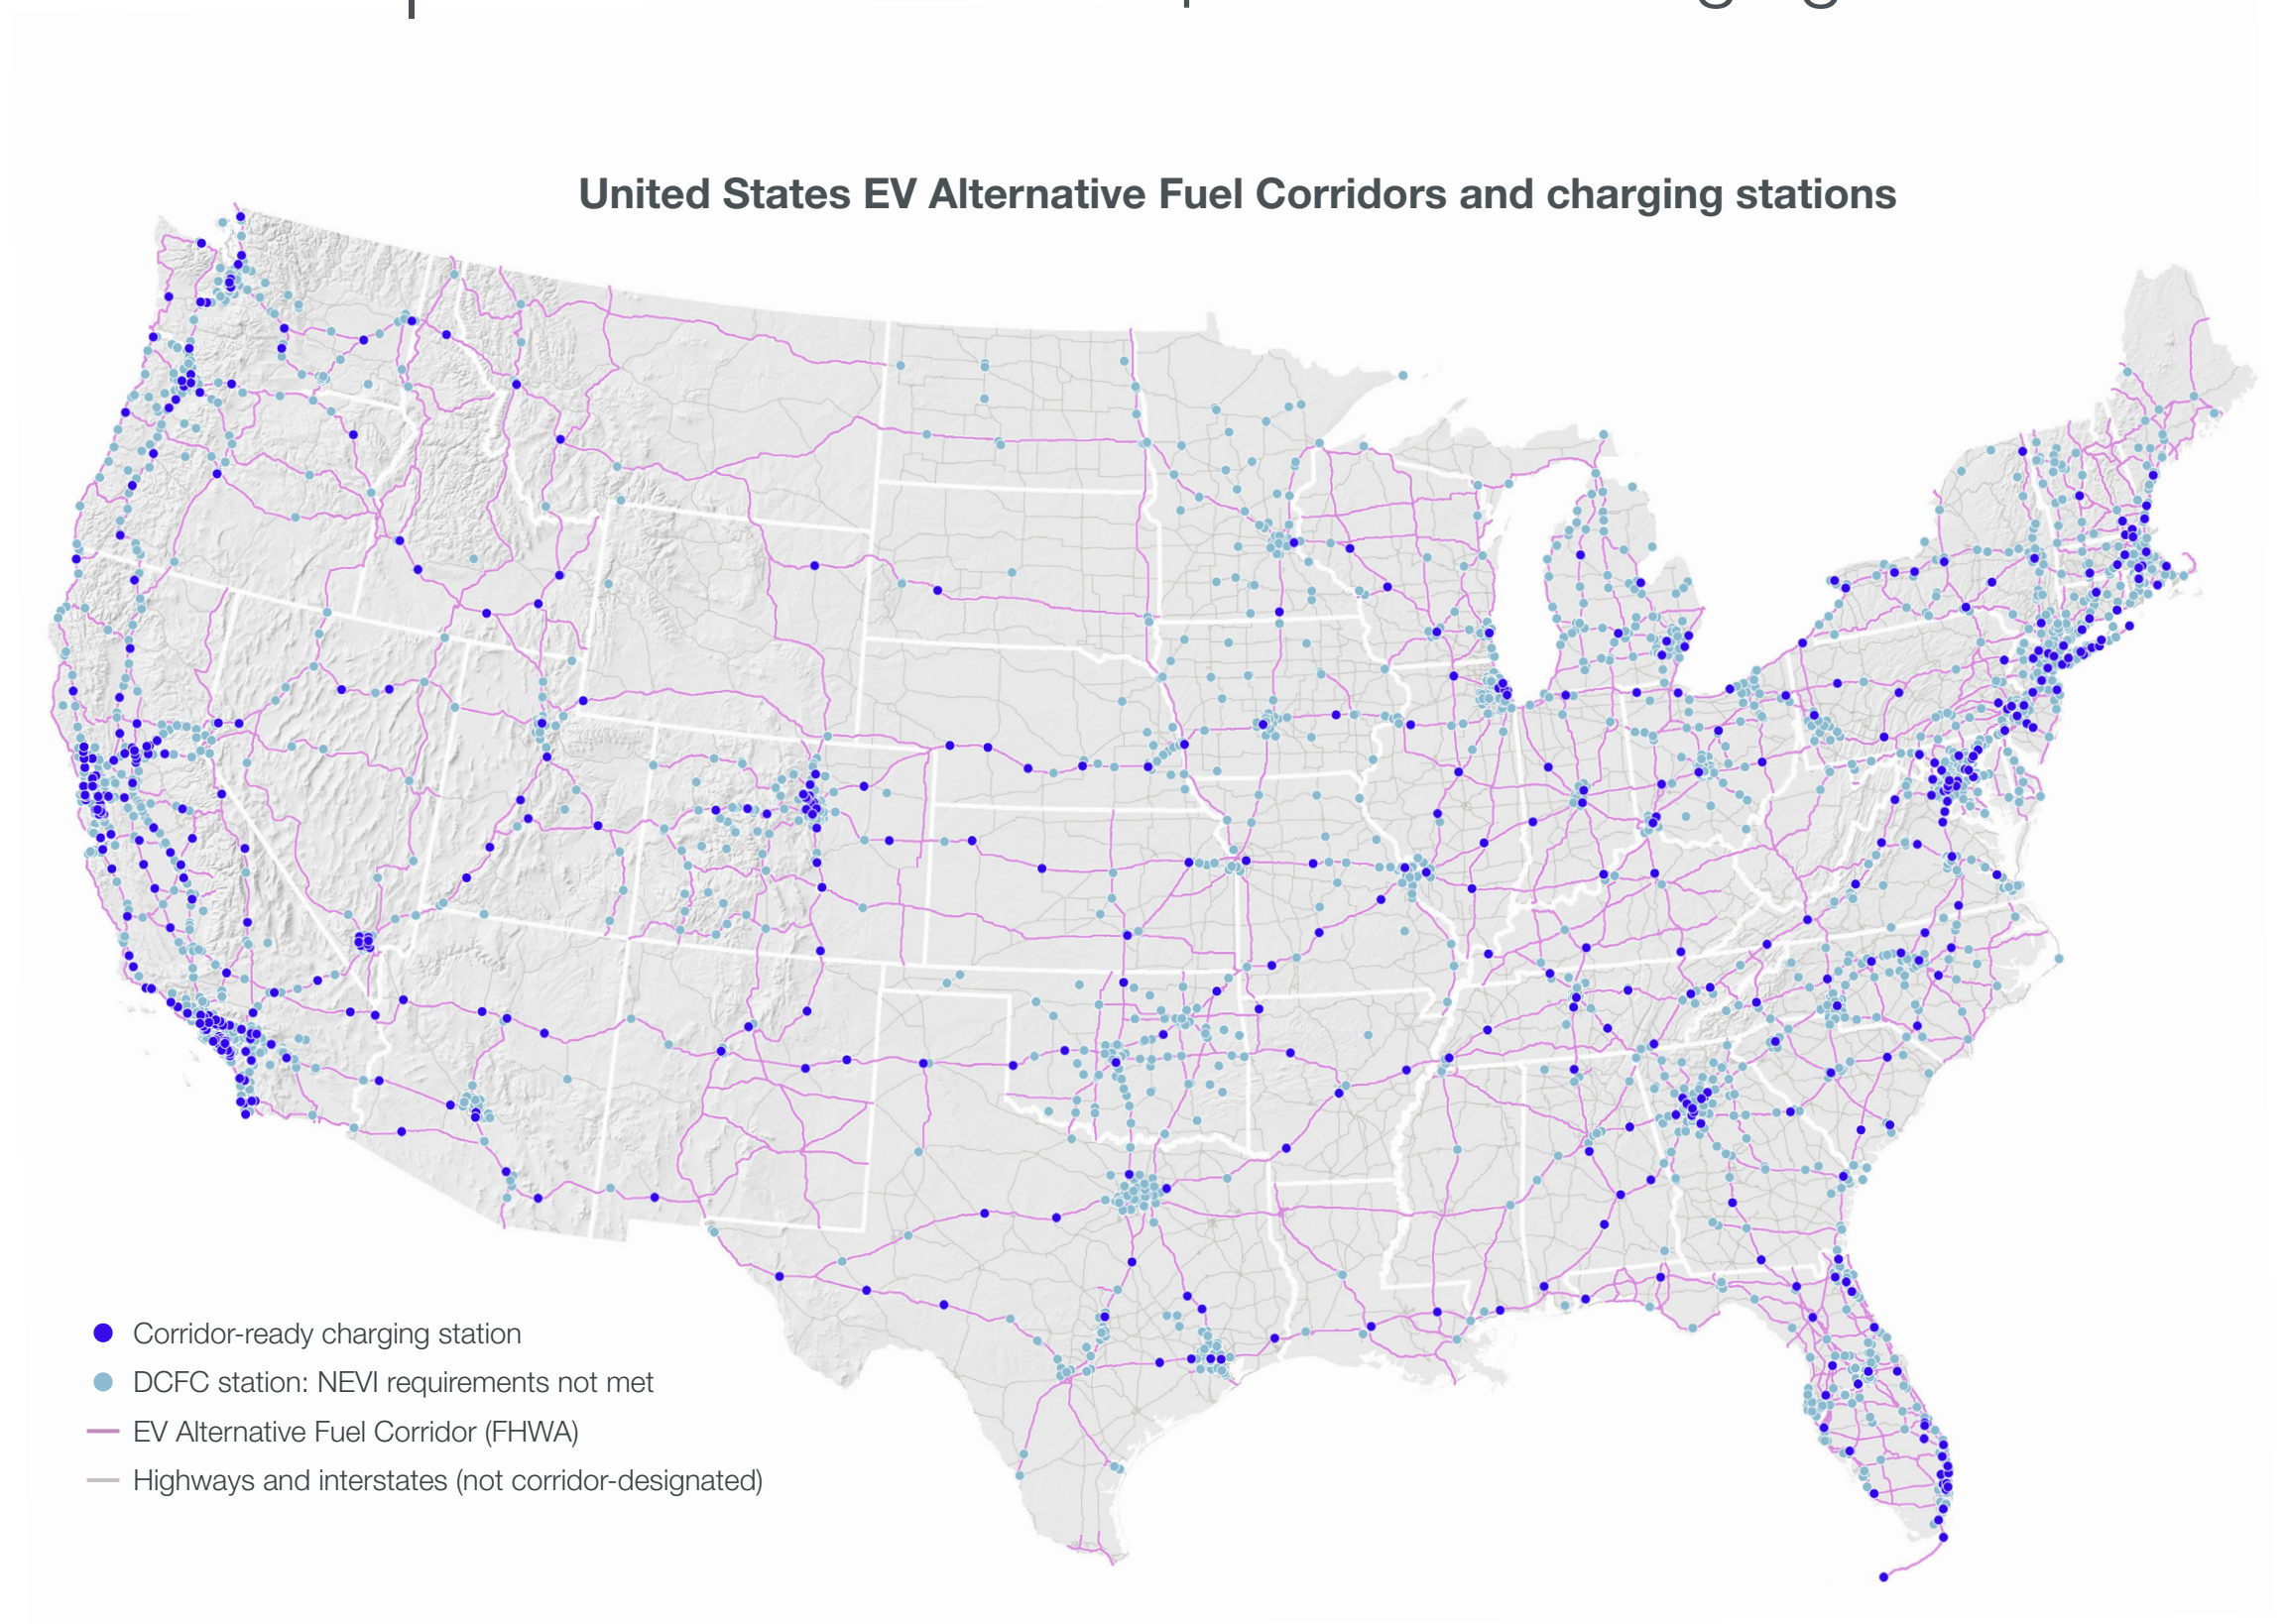 United States EV Alternative Fuel Corridors and charging stations
Corridor-ready charging station
DCFC station: NEVI requirements not met
EV Alternative Fuel Corridor (FHWA)
Highways and interstates (not corridor-designated)